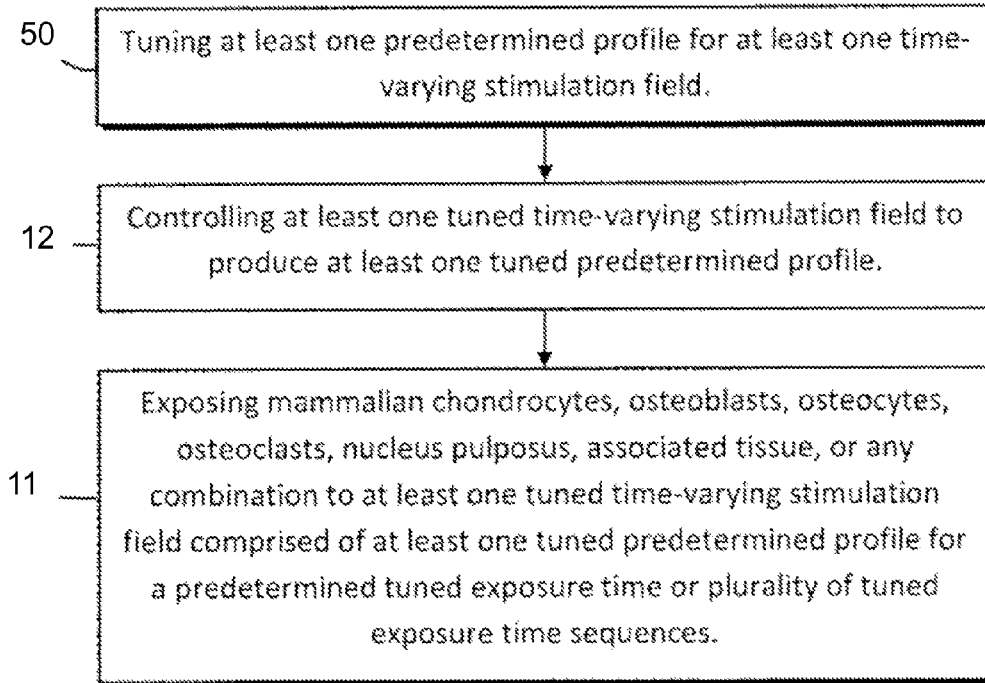 50
Tuning at least one predetermined profile for at least one time-
varying stimulation field.
12
Controlling at least one tuned time-varying stimulation field to
produce at least one tuned predetermined profile.
11
Exposing mammalian chondrocytes, osteoblasts, osteocytes,
osteoclasts, nucleus pulposus, associated tissue, or any
combination to at least one tuned time-varying stimulation
field comprised of at least one tuned predetermined profile for
a predetermined tuned exposure time or plurality of tuned
exposure time sequences.